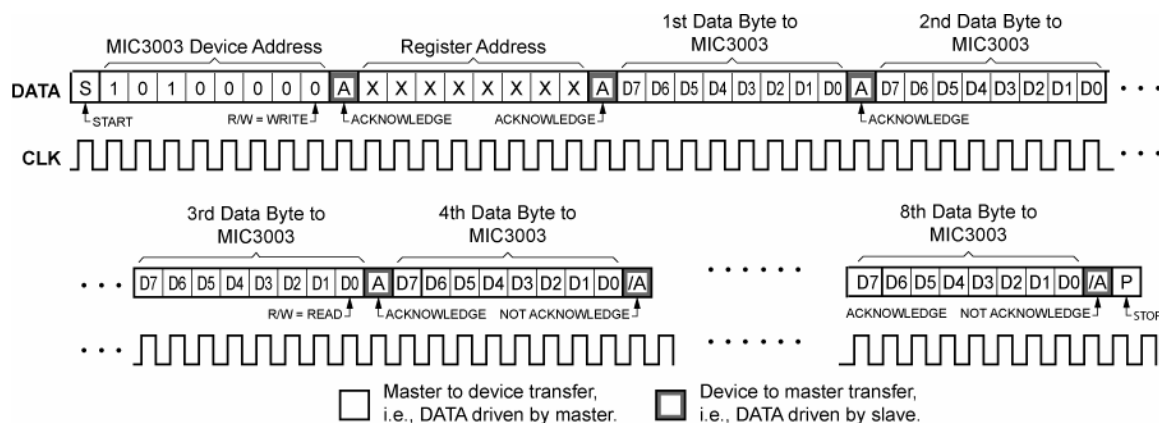 1st Data Byte to
MIC3003
2nd Data Byte to
MIC3003
MIC3003 Device Address
Register Address
DATA S 1 0 1 0 0 0 0 0 A X X X X X X X X A D7 D6 D5 D4 D3 D2 D1 D0 A D7 D6 D5 D4 D3 D2 D1 D0 • • •
START
R/W = WRITE
ACKNOWLEDGE
ACKNOWLEDGE
ACKNOWLEDGE
CLK • • •
3rd Data Byte to
MIC3003
4th Data Byte to
MIC3003
8th Data Byte to
MIC3003
• • • D7 D6 D5 D4 D3 D2 D1 D0 A D7 D6 D5 D4 D3 D2 D1 D0 /A • • • • • • D7 D6 D5 D4 D3 D2 D1 D0 /A P
R/W = READ
ACKNOWLEDGE
NOT ACKNOWLEDGE
ACKNOWLEDGE
NOT ACKNOWLEDGE
STOP
• • • • • • • • •
Master to device transfer,
i.e., DATA driven by master.
Device to master transfer,
i.e., DATA driven by slave.